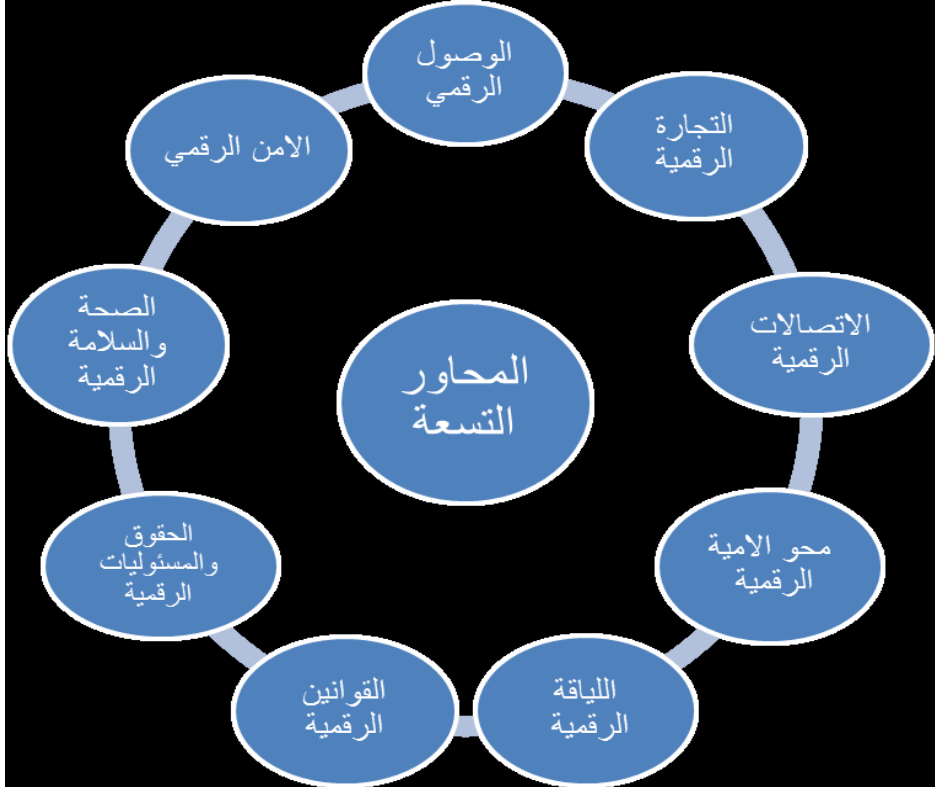 الوصول
الرقمي
التجارة
الرقمية
الاتصالات
الرقمية
محو الامية
الرقمية
اللياقة
الرقمية
القوانين
الرقمية
الحقوق
والمسئوليات
الرقمية
الصحة
والسلامة
الرقمية
الامن الرقمي
المحاور
التسعة